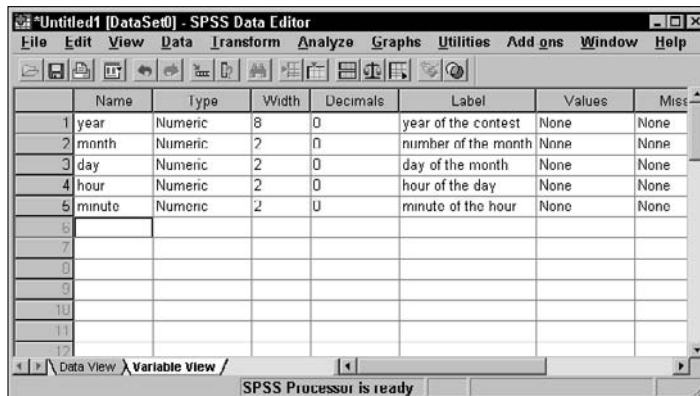 *Untitled1 [DataSet0] - SPSS Data Editor
File Edit View Data Transform Analyze Graphs Utilities Add ons Window Help
Name Type Width Decimals Label Values Miss
1 year Numeric 8 0 year of the contest None None
2 month Numeric 2 0 number of the month None None
3 day Numeric 2 0 day of the month None None
4 hour Numeric 2 0 hour of the day None None
5 minute Numeric 2 0 minute of the hour None None
6
7
8
9
10
11
12
Data View Variable View
SPSS Processor is ready